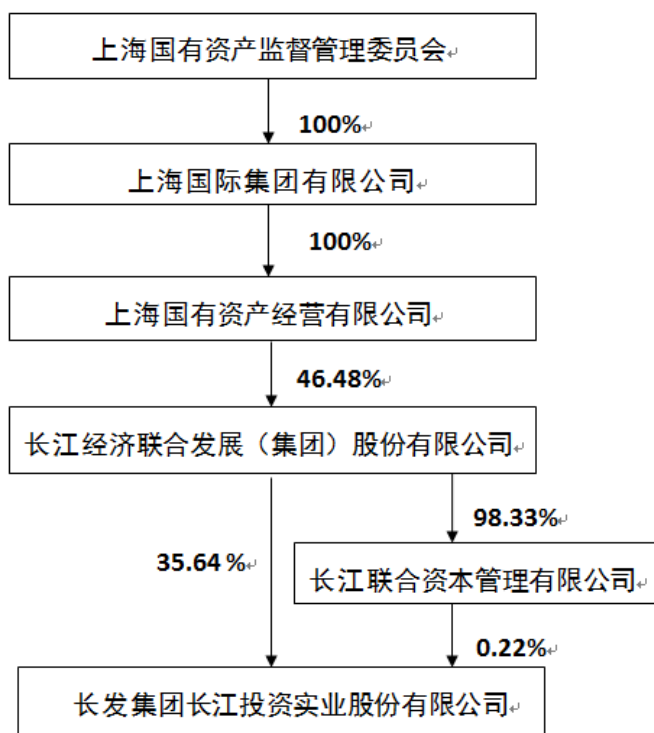 上海国有资产监督管理委员会
100%
上海国际集团有限公司
100%
上海国有资产经营有限公司
46.48%
长江经济联合发展（集团）股份有限公司
98.33%
35.64 %
长江联合资本管理有限公司
0.22%
长发集团长江投资实业股份有限公司